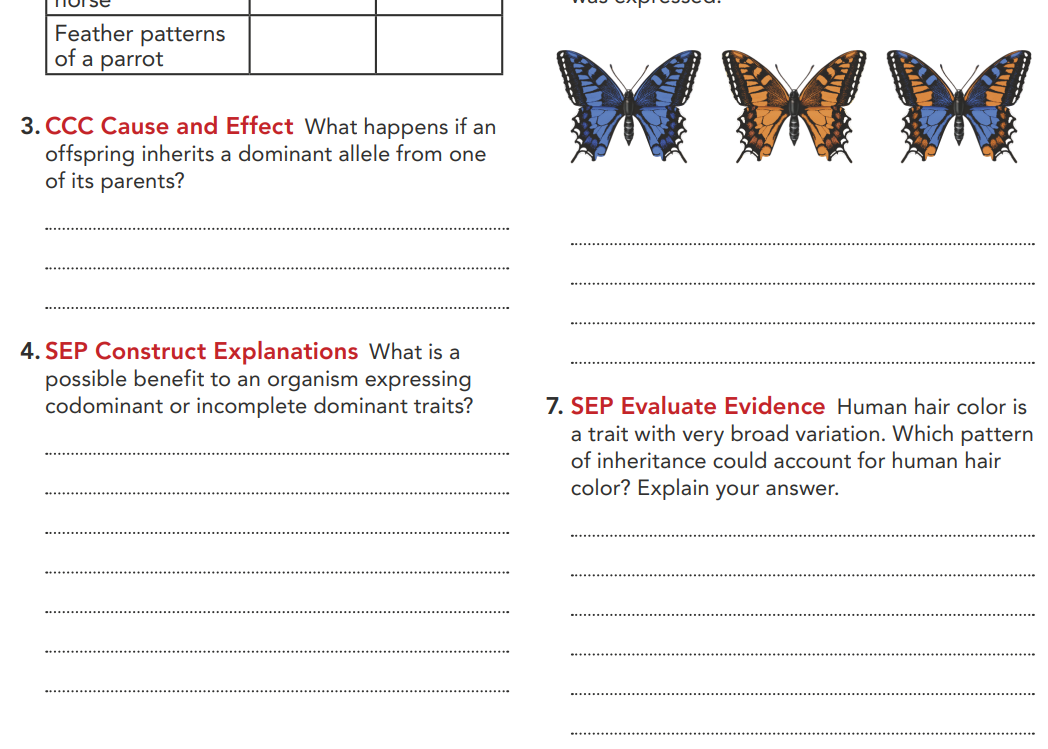 horse
Feather patterns
of a parrot
3. CCC Cause and Effect What happens if an
offspring inherits a dominant allele from one
of its parents?
4. SEP Construct Explanations What is a
possible benefit to an organism expressing
codominant or incomplete dominant traits?
was expressed.
7. SEP Evaluate Evidence Human hair color is
a trait with very broad variation. Which pattern
of inheritance could account for human hair
color? Explain your answer.